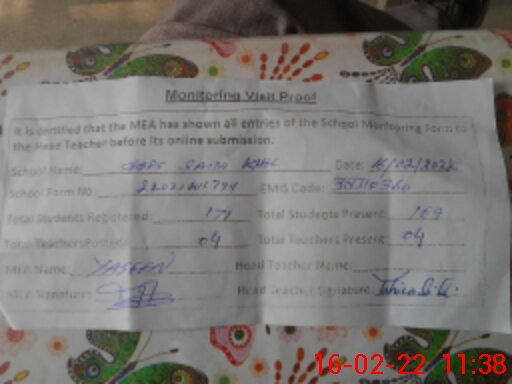 Monitoring Visit Proof
It is certified that the MEA has shown all entries of the School Monitoring Form to
the Head Teacher before its online submission.
School Name: Date: 16/02/2022
School Form No: EMIS Code:
Total Students Registered: 171 Total Students Present: 169
Total Teachers Posted: 04 Total Teachers Present: 04
MEA Name: YASEEN Head Teacher Name:
MEA Signature: Head Teacher Signature:
16-02-22 11:38